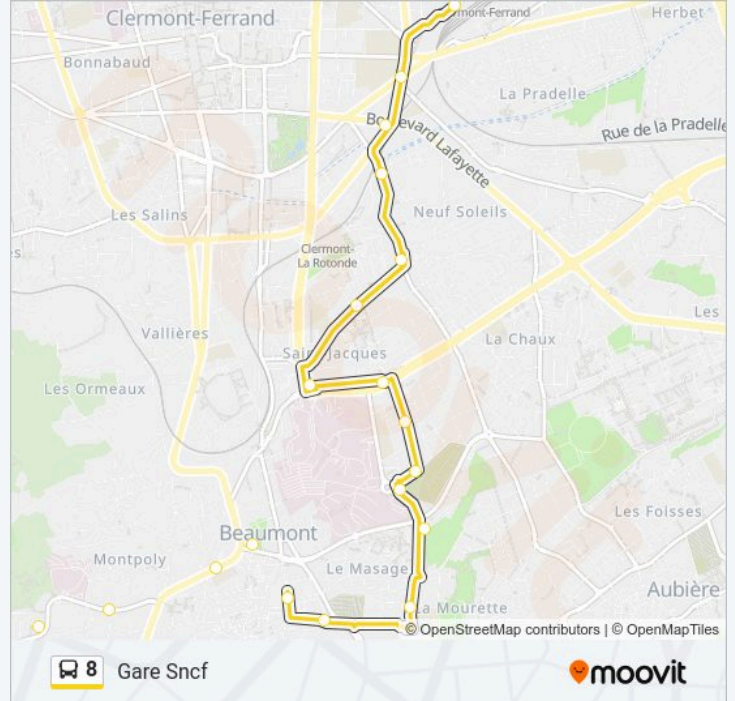 Clermont-Ferrand
mont-Ferrand
Herbet
Bonnabaud
La Pradelle
Boulevard Lafayette
Rue de la Pradelle
Les Salins
Neuf Soleils
Clermont-
La Rotonde
Vallières
Saint-Jacques
La Chaux
Les
Les Ormeaux
Les Foisses
Beaumont
Montpoly
Le Masage
Aubière
La Mourette
© OpenStreetMap contributors | © OpenMapTiles
8 Gare Sncf
moovit